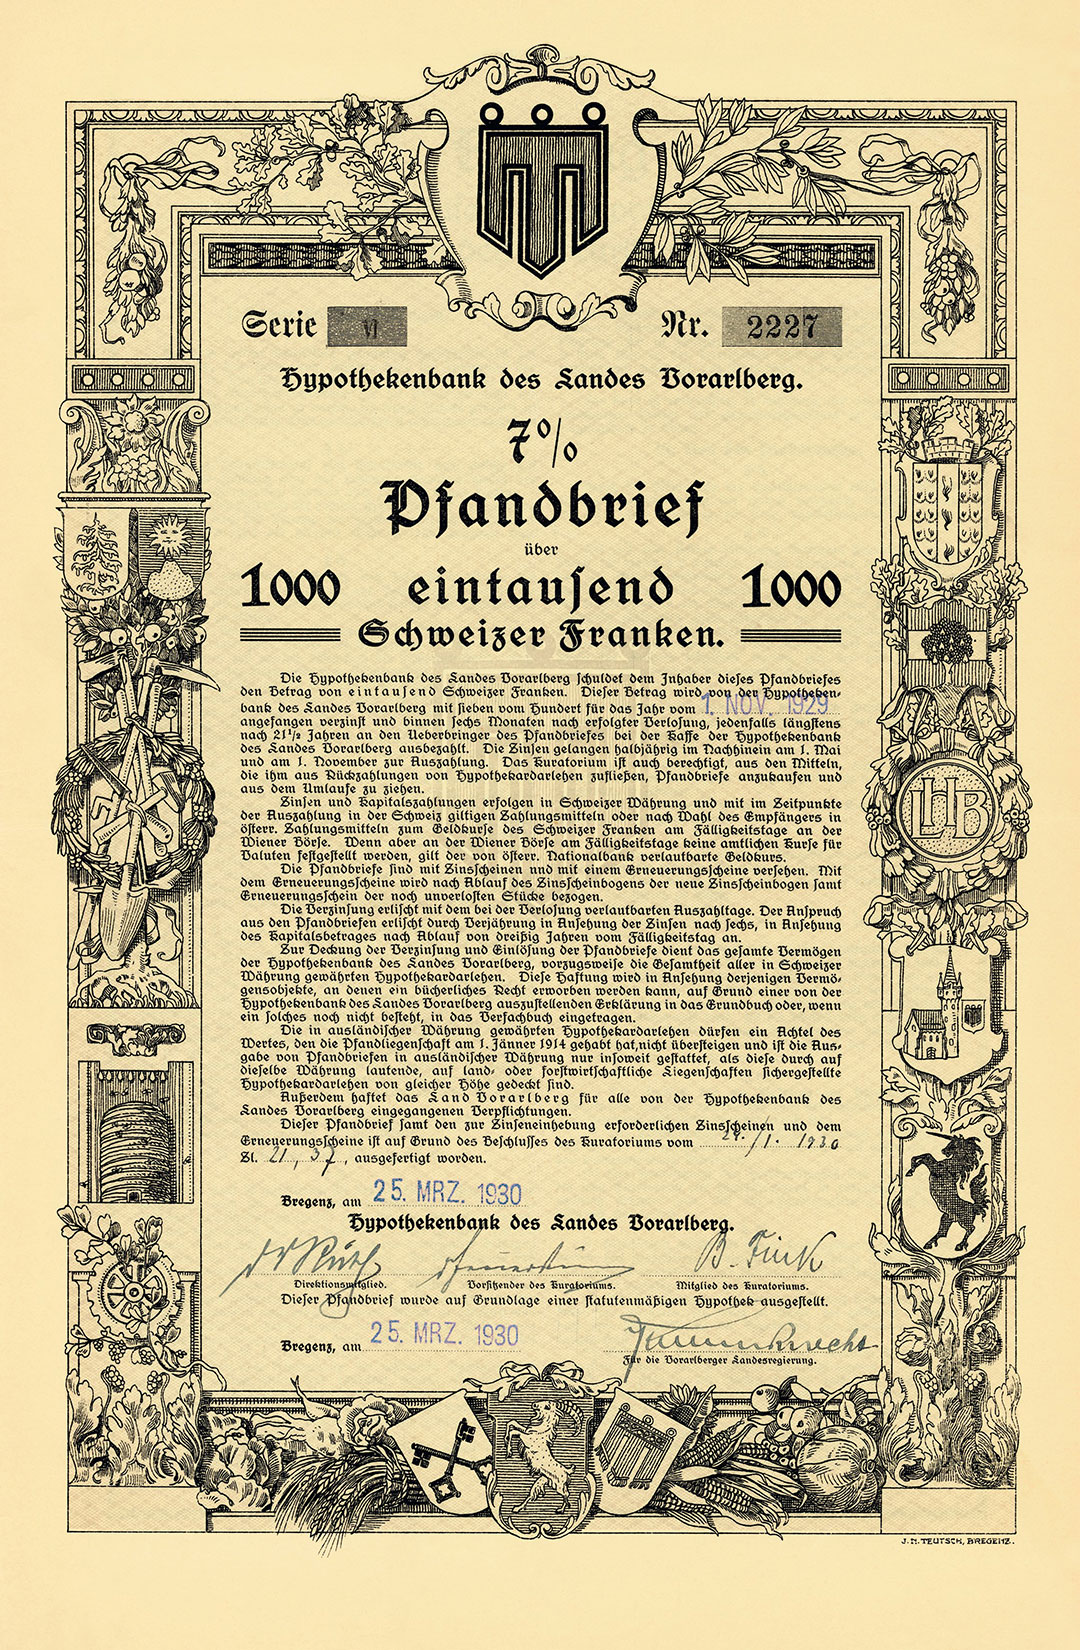 Serie VI Nr. 2227
Hypothekenbank des Landes Vorarlberg.
7%
Pfandbrief
über
1000 eintausend 1000
Schweizer Franken.
Die Hypothekenbank des Landes Vorarlberg schuldet dem Inhaber dieses Pfandbriefes
den Betrag von eintausend Schweizer Franken. Dieser Betrag wird von der Hypotheken-
bank des Landes Vorarlberg mit sieben vom Hundert für das Jahr vom 1. NOV. 1929
angefangen verzinst und binnen sechs Monaten nach erfolgter Verlosung, jedenfalls längstens
nach 21½ Jahren an den Ueberbringer des Pfandbriefes bei der Kasse der Hypothekenbank
des Landes Vorarlberg ausbezahlt. Die Zinsen gelangen halbjährig im Nachhinein am 1. Mai
und am 1. November zur Auszahlung. Das Kuratorium ist auch berechtigt, aus den Mitteln,
die ihm aus Rückzahlungen von Hypothekardarlehen zufließen, Pfandbriefe anzukaufen und
aus dem Umlaufe zu ziehen.
Zinsen und Kapitalszahlungen erfolgen in Schweizer Währung und mit im Zeitpunkte
der Auszahlung in der Schweiz giltigen Zahlungsmitteln oder nach Wahl des Empfängers in
österr. Zahlungsmitteln zum Geldkurse des Schweizer Franken am Fälligkeitstage an der
Wiener Börse. Wenn aber an der Wiener Börse am Fälligkeitstage keine amtlichen Kurse für
Valuten festgestellt werden, gilt der von österr. Nationalbank verlautbarte Geldkurs.
Die Pfandbriefe sind mit Zinsscheinen und mit einem Erneuerungsscheine versehen. Mit
dem Erneuerungsscheine wird nach Ablauf des Zinsscheinbogens der neue Zinsscheinbogen samt
Erneuerungsschein der noch unverlosten Stücke bezogen.
Die Verzinsung erlischt mit dem bei der Verlosung verlautbarten Auszahltage. Der Anspruch
aus den Pfandbriefen erlischt durch Verjährung in Ansehung der Zinsen nach sechs, in Ansehung
des Kapitalsbetrages nach Ablauf von dreißig Jahren vom Fälligkeitstag an.
Zur Deckung der Verzinsung und Einlösung der Pfandbriefe dient das gesamte Vermögen
der Hypothekenbank des Landes Vorarlberg, vorzugsweise die Gesamtheit aller in Schweizer
Währung gewährten Hypothekardarlehen. Diese Haftung wird in Ansehung derjenigen Vermö-
gensobjekte, an denen ein bücherliches Recht erworben werden kann, auf Grund einer von der
Hypothekenbank des Landes Vorarlberg auszustellenden Erklärung in das Grundbuch oder, wenn
ein solches noch nicht besteht, in das Verfachbuch eingetragen.
Die in ausländischer Währung gewährten Hypothekardarlehen dürfen ein Achtel des
Wertes, den die Pfandliegenschaft am 1. Jänner 1914 gehabt hat, nicht übersteigen und ist die Aus-
gabe von Pfandbriefen in ausländischer Währung nur insoweit gestattet, als diese durch auf
dieselbe Währung lautende, auf land- oder forstwirtschaftliche Liegenschaften sichergestellte
Hypothekardarlehen von gleicher Höhe gedeckt sind.
Außerdem haftet das Land Vorarlberg für alle von der Hypothekenbank des
Landes Vorarlberg eingegangenen Verpflichtungen.
Dieser Pfandbrief samt den zur Zinseneinhebung erforderlichen Zinsscheinen und dem
Erneuerungsscheine ist auf Grund des Beschlusses des Kuratoriums vom /1. 1930
Zl. 21, 37, ausgefertigt worden.
Bregenz, am 25. MRZ. 1930
Hypothekenbank des Landes Vorarlberg.
B. Fink
Direktionsmitglied. Vorsitzender des Kuratoriums. Mitglied des Kuratoriums.
Dieser Pfandbrief wurde auf Grundlage einer statutenmäßigen Hypothek ausgestellt.
Bregenz, am 25. MRZ. 1930
Für die Vorarlberger Landesregierung.
LHB
J. N. TEUTSCH, BREGENZ.